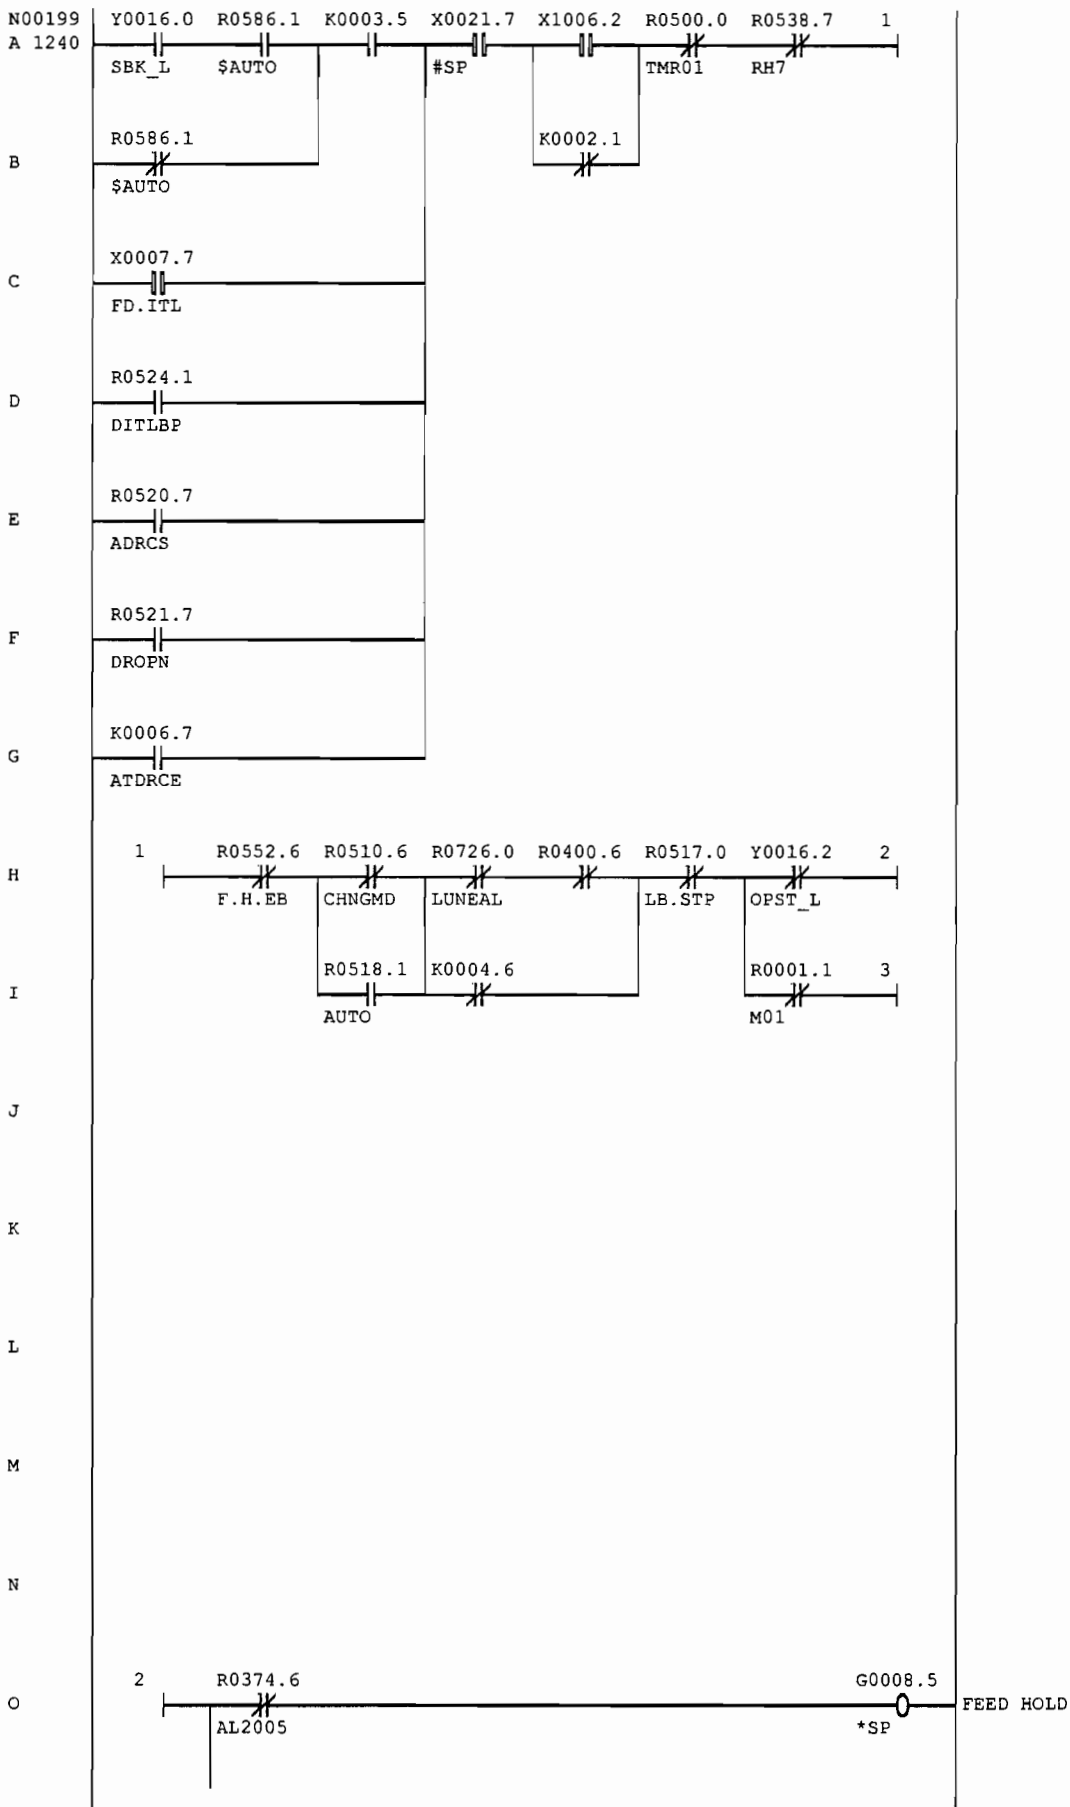 N00199 Y0016.0 R0586.1 K0003.5 X0021.7 X1006.2 R0500.0 R0538.7 1
A 1240
SBK_L $AUTO #SP TMR01 RH7
R0586.1 K0002.1
B
$AUTO
X0007.7
C
FD.ITL
R0524.1
D
DITLBP
R0520.7
E
ADRCS
R0521.7
F
DROPN
K0006.7
G
ATDRCE
1 R0552.6 R0510.6 R0726.0 R0400.6 R0517.0 Y0016.2 2
H
F.H.EB CHNGMD LUNEAL LB.STP OPST_L
R0518.1 K0004.6 R0001.1 3
I
AUTO M01
J
K
L
M
N
2 R0374.6 G0008.5
O FEED HOLD
AL2005 *SP